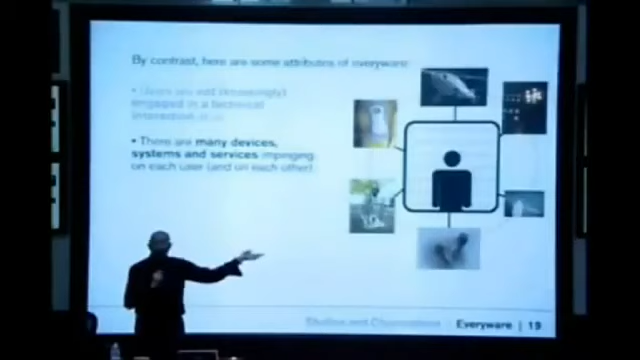 By contrast, here are some attributes of everyware:
• Users are not (knowingly)
engaged in a technical
interaction
• There are many devices,
systems and services impinging
on each user (and on each other).
Everyware | 19